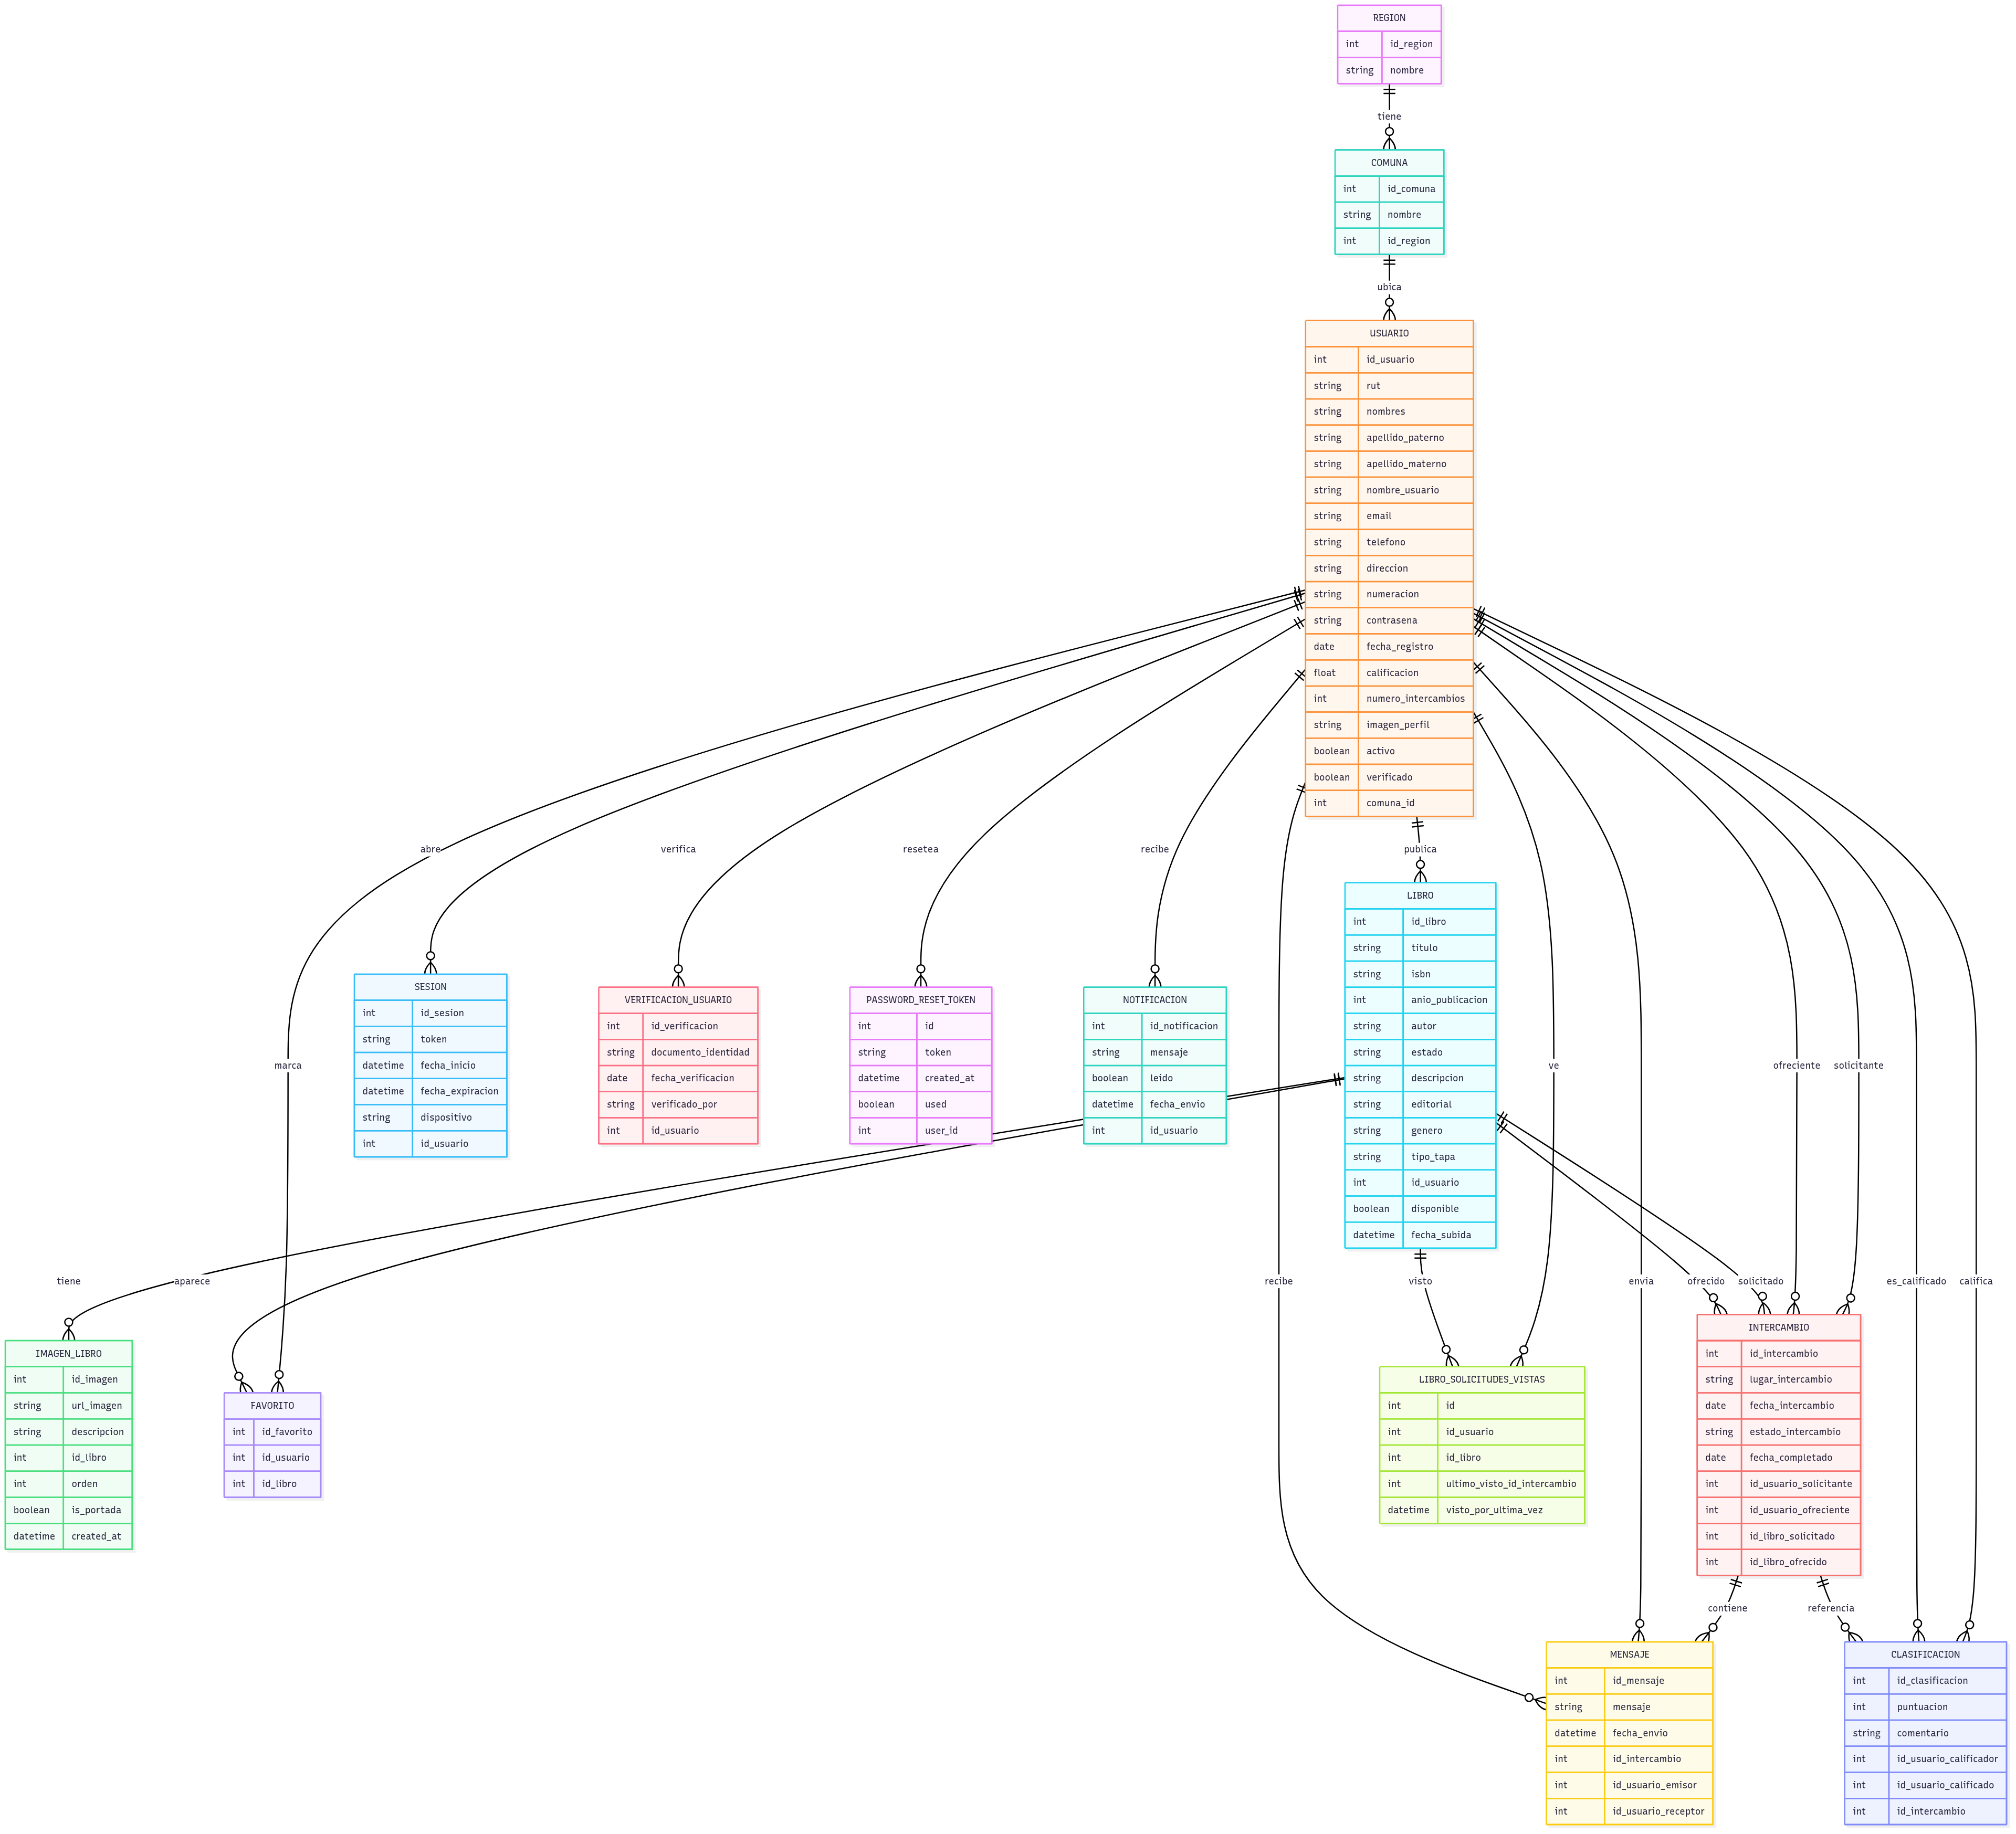 REGION
int id_region
string nombre
tiene
COMUNA
int id_comuna
string nombre
int id_region
ubica
USUARIO
int id_usuario
string rut
string nombres
string apellido_paterno
string apellido_materno
string nombre_usuario
string email
string telefono
string direccion
string numeracion
string contrasena
date fecha_registro
float calificacion
int numero_intercambios
string imagen_perfil
boolean activo
boolean verificado
int comuna_id
abre
verifica
resetea
recibe
publica
LIBRO
int id_libro
string titulo
string isbn
int anio_publicacion
string autor
string estado
string descripcion
string editorial
string genero
string tipo_tapa
int id_usuario
boolean disponible
datetime fecha_subida
SESION
int id_sesion
string token
datetime fecha_inicio
datetime fecha_expiracion
string dispositivo
int id_usuario
VERIFICACION_USUARIO
int id_verificacion
string documento_identidad
date fecha_verificacion
string verificado_por
int id_usuario
PASSWORD_RESET_TOKEN
int id
string token
datetime created_at
boolean used
int user_id
NOTIFICACION
int id_notificacion
string mensaje
boolean leido
datetime fecha_envio
int id_usuario
marca
ve
ofreciente
solicitante
tiene
aparece
recibe
visto
envia
ofrecido
solicitado
es_calificado
califica
IMAGEN_LIBRO
int id_imagen
string url_imagen
string descripcion
int id_libro
int orden
boolean is_portada
datetime created_at
FAVORITO
int id_favorito
int id_usuario
int id_libro
LIBRO_SOLICITUDES_VISTAS
int id
int id_usuario
int id_libro
int ultimo_visto_id_intercambio
datetime visto_por_ultima_vez
INTERCAMBIO
int id_intercambio
string lugar_intercambio
date fecha_intercambio
string estado_intercambio
date fecha_completado
int id_usuario_solicitante
int id_usuario_ofreciente
int id_libro_solicitado
int id_libro_ofrecido
contiene
referencia
MENSAJE
int id_mensaje
string mensaje
datetime fecha_envio
int id_intercambio
int id_usuario_emisor
int id_usuario_receptor
CLASIFICACION
int id_clasificacion
int puntuacion
string comentario
int id_usuario_calificador
int id_usuario_calificado
int id_intercambio